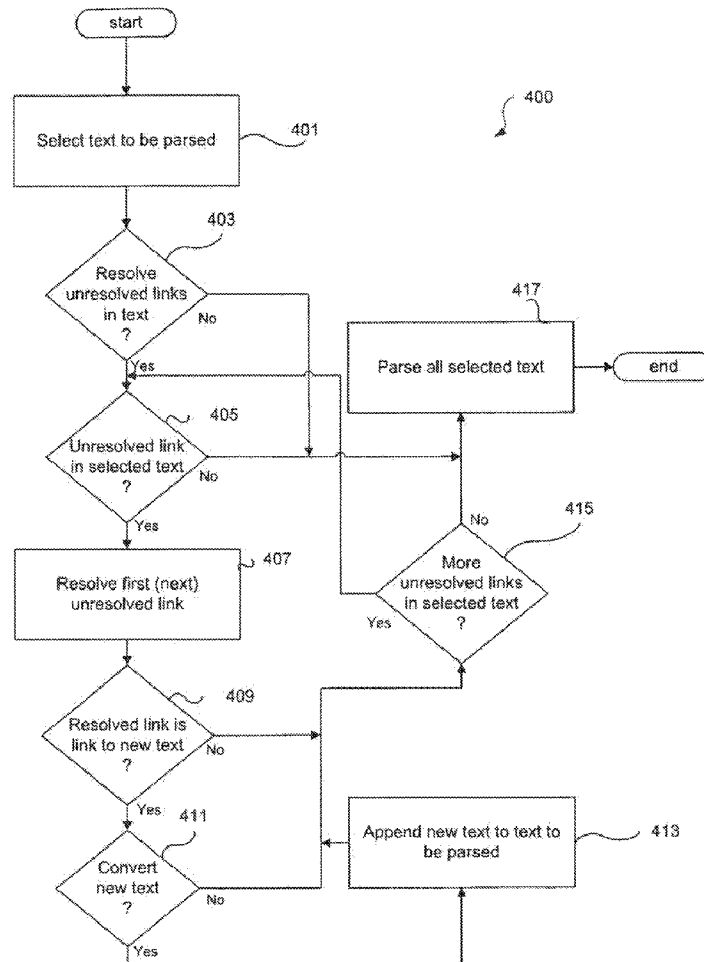 start
400
Select text to be parsed
401
403
Resolve
unresolved links
in text
?
No
Yes
417
Parse all selected text
end
405
Unresolved link
in selected text
?
No
Yes
407
Resolve first (next)
unresolved link
415
No
More
unresolved links
in selected text
?
Yes
409
Resolved link is
link to new text
?
No
Yes
411
Convert
new text
?
No
Yes
Append new text to text to
be parsed
413